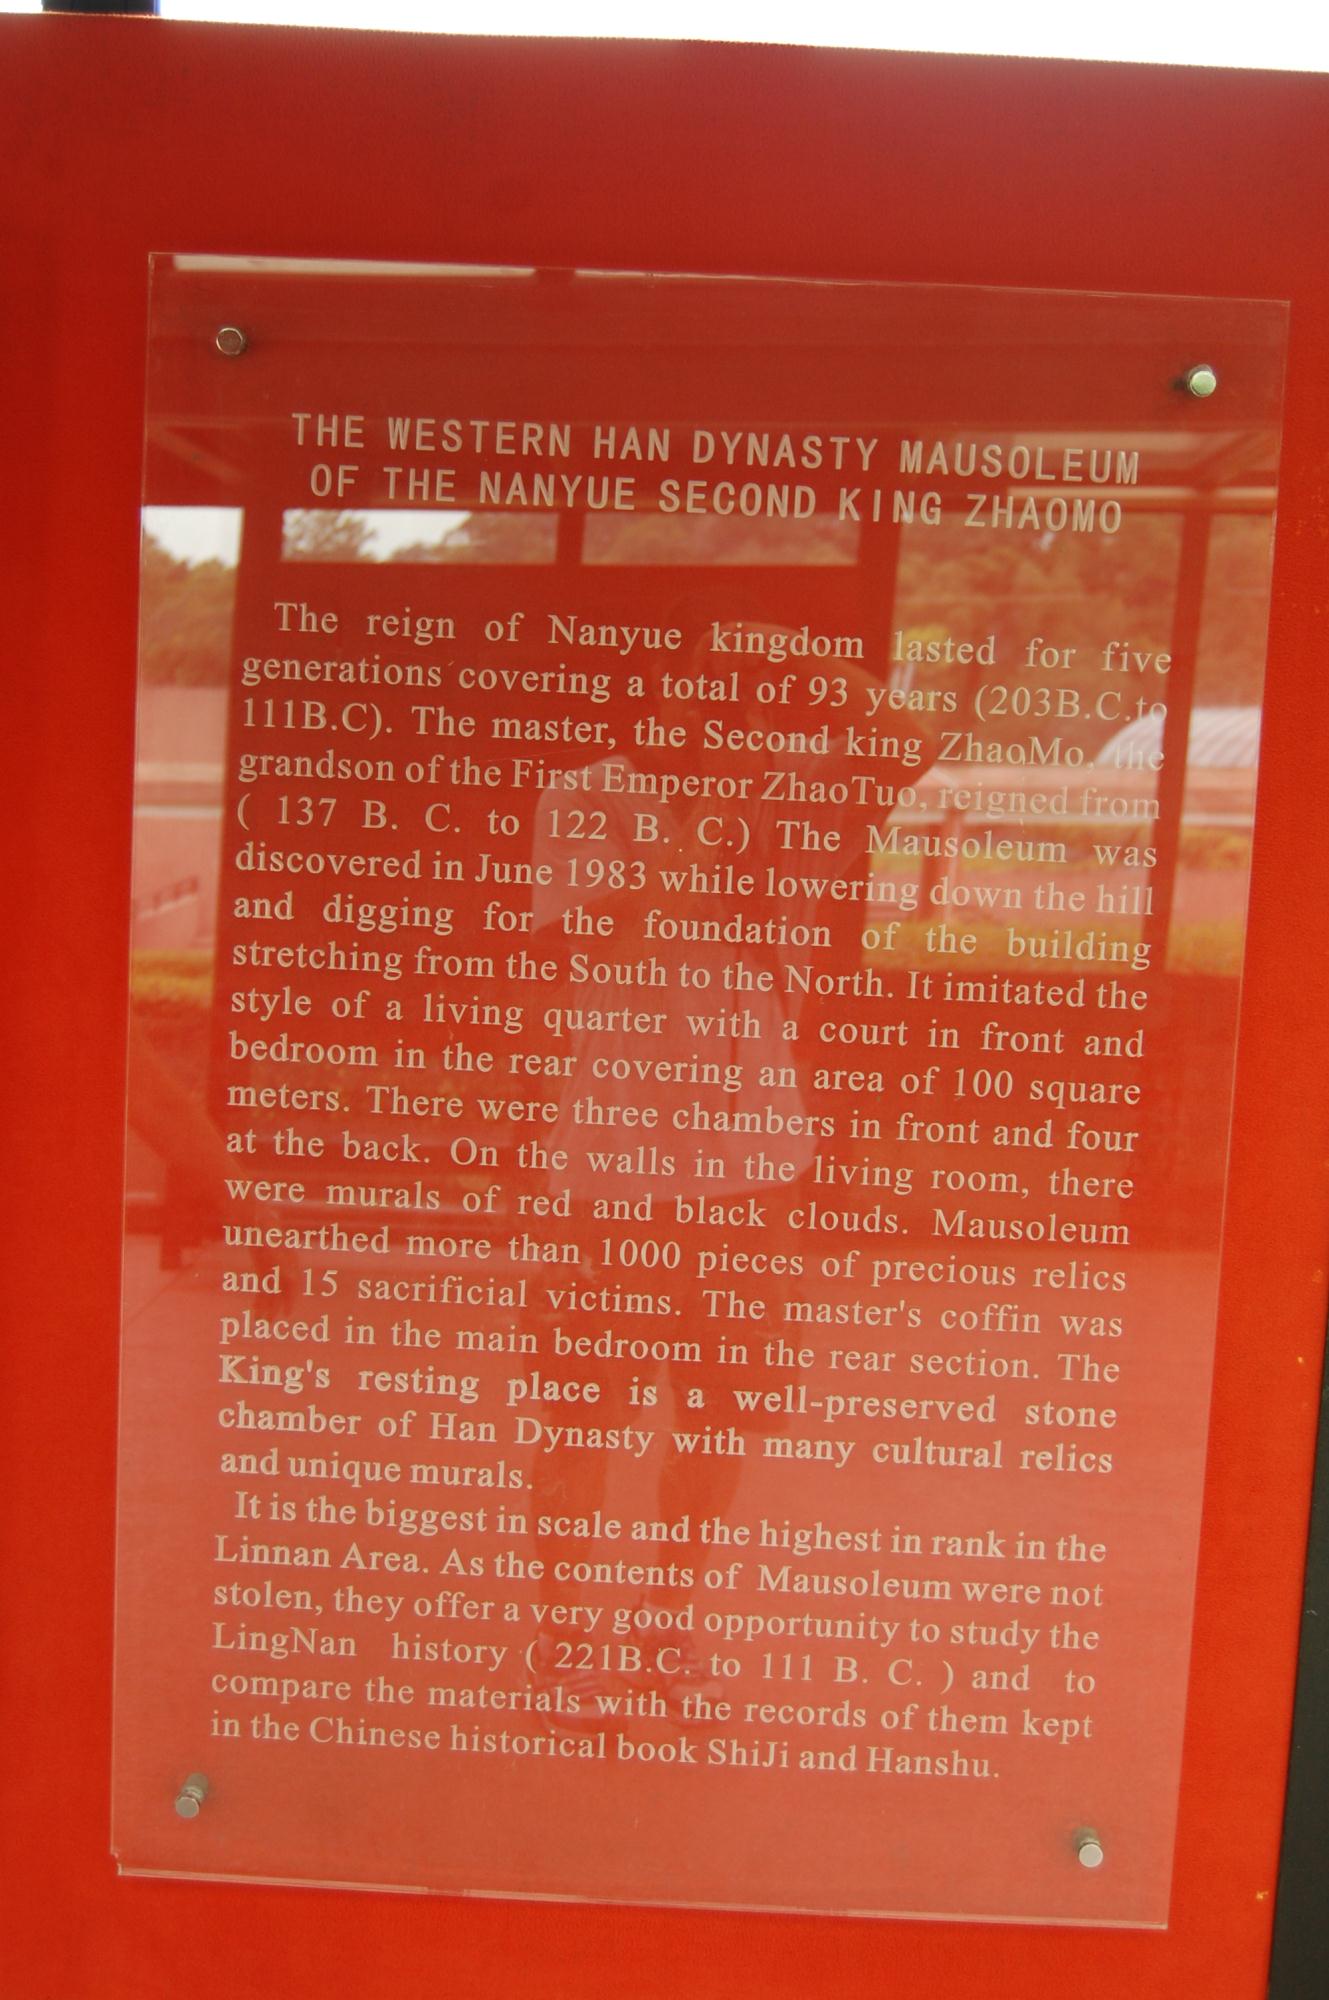 THE WESTERN HAN DYNASTY MAUSOLEUM
OF THE NANYUE SECOND KING ZHAOMO
The reign of Nanyue kingdom lasted for five
generations covering a total of 93 years (203B.C.to
111B.C). The master, the Second king ZhaoMo, the
grandson of the First Emperor ZhaoTuo, reigned from
( 137 B. C. to 122 B. C.) The Mausoleum was
discovered in June 1983 while lowering down the hill
and digging for the foundation of the building
stretching from the South to the North. It imitated the
style of a living quarter with a court in front and
bedroom in the rear covering an area of 100 square
meters. There were three chambers in front and four
at the back. On the walls in the living room, there
were murals of red and black clouds. Mausoleum
unearthed more than 1000 pieces of precious relics
and 15 sacrificial victims. The master's coffin was
placed in the main bedroom in the rear section. The
King's resting place is a well-preserved stone
chamber of Han Dynasty with many cultural relics
and unique murals.
It is the biggest in scale and the highest in rank in the
Linnan Area. As the contents of Mausoleum were not
stolen, they offer a very good opportunity to study the
LingNan history ( 221B.C. to 111 B. C. ) and to
compare the materials with the records of them kept
in the Chinese historical book ShiJi and Hanshu.